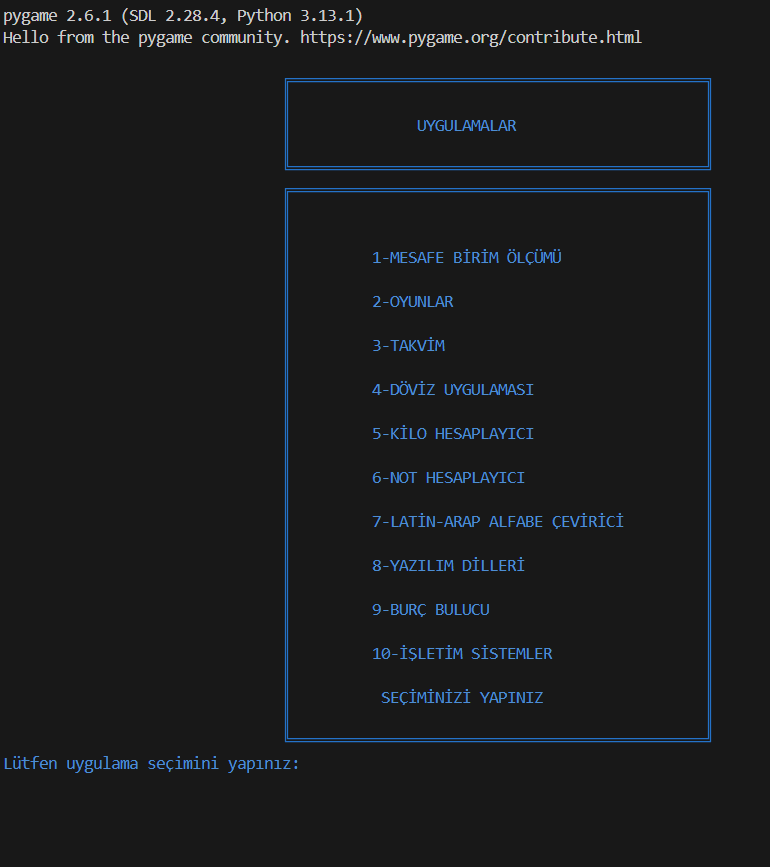 pygame 2.6.1 (SDL 2.28.4, Python 3.13.1)
Hello from the pygame community. https://www.pygame.org/contribute.html
UYGULAMALAR
1-MESAFE BİRİM ÖLÇÜMÜ
2-OYUNLAR
3-TAKVİM
4-DÖVİZ UYGULAMASI
5-KİLO HESAPLAYICI
6-NOT HESAPLAYICI
7-LATİN-ARAP ALFABE ÇEVİRİCİ
8-YAZILIM DİLLERİ
9-BURÇ BULUCU
10-İŞLETİM SİSTEMLER
SEÇİMİNİZİ YAPINIZ
Lütfen uygulama seçimini yapınız: